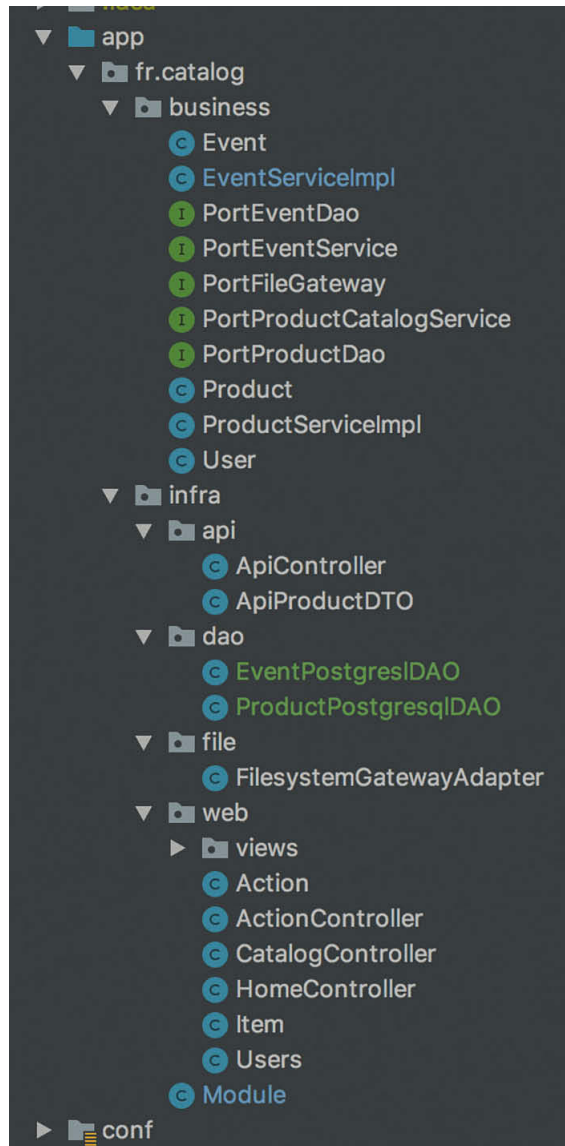 app
fr.catalog
business
Event
EventServiceImpl
PortEventDao
PortEventService
PortFileGateway
PortProductCatalogService
PortProductDao
Product
ProductServiceImpl
User
infra
api
ApiController
ApiProductDTO
dao
EventPostgreslDAO
ProductPostgresqlDAO
file
FilesystemGatewayAdapter
web
views
Action
ActionController
CatalogController
HomeController
Item
Users
Module
conf